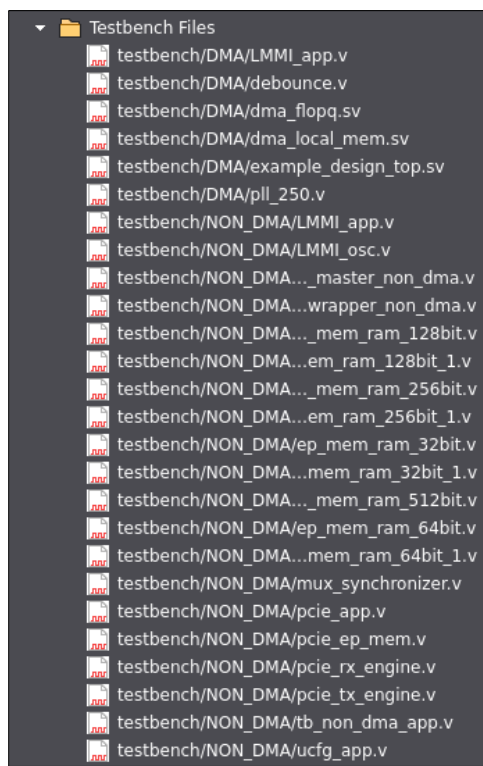 Testbench Files
testbench/DMA/LMMI_app.v
testbench/DMA/debounce.v
testbench/DMA/dma_flopq.sv
testbench/DMA/dma_local_mem.sv
testbench/DMA/example_design_top.sv
testbench/DMA/pll_250.v
testbench/NON_DMA/LMMI_app.v
testbench/NON_DMA/LMMI_osc.v
testbench/NON_DMA..._master_non_dma.v
testbench/NON_DMA...wrapper_non_dma.v
testbench/NON_DMA..._mem_ram_128bit.v
testbench/NON_DMA...em_ram_128bit_1.v
testbench/NON_DMA..._mem_ram_256bit.v
testbench/NON_DMA...em_ram_256bit_1.v
testbench/NON_DMA/ep_mem_ram_32bit.v
testbench/NON_DMA...mem_ram_32bit_1.v
testbench/NON_DMA..._mem_ram_512bit.v
testbench/NON_DMA/ep_mem_ram_64bit.v
testbench/NON_DMA...mem_ram_64bit_1.v
testbench/NON_DMA/mux_synchronizer.v
testbench/NON_DMA/pcie_app.v
testbench/NON_DMA/pcie_ep_mem.v
testbench/NON_DMA/pcie_rx_engine.v
testbench/NON_DMA/pcie_tx_engine.v
testbench/NON_DMA/tb_non_dma_app.v
testbench/NON_DMA/ucfg_app.v